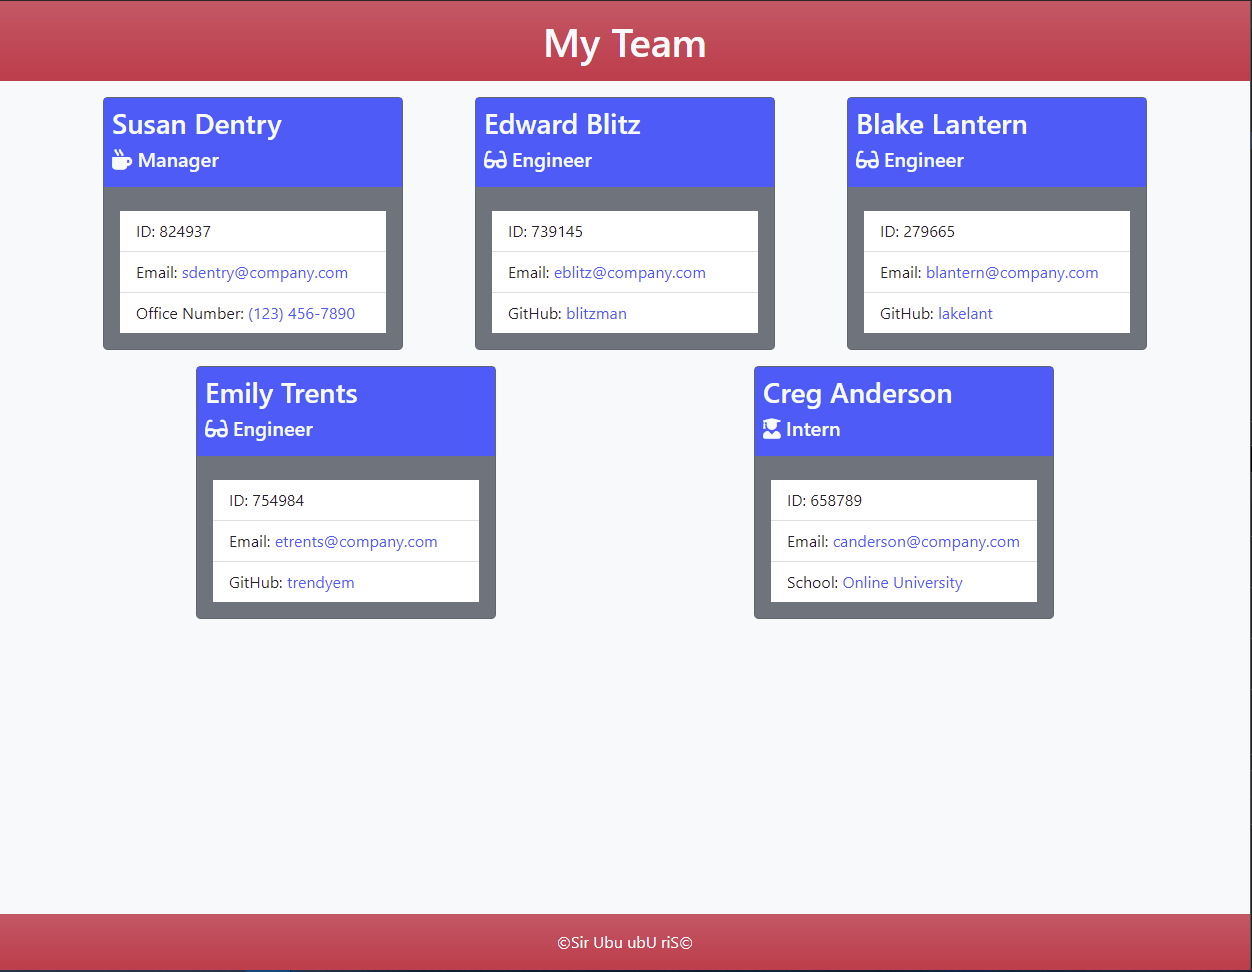 My Team
Susan Dentry
Manager
ID: 824937
Email: sdentry@company.com
Office Number: (123) 456-7890
Edward Blitz
Engineer
ID: 739145
Email: eblitz@company.com
GitHub: blitzman
Blake Lantern
Engineer
ID: 279665
Email: blantern@company.com
GitHub: lakelant
Emily Trents
Engineer
ID: 754984
Email: etrents@company.com
GitHub: trendyem
Creg Anderson
Intern
ID: 658789
Email: canderson@company.com
School: Online University
©Sir Ubu ubU riS©